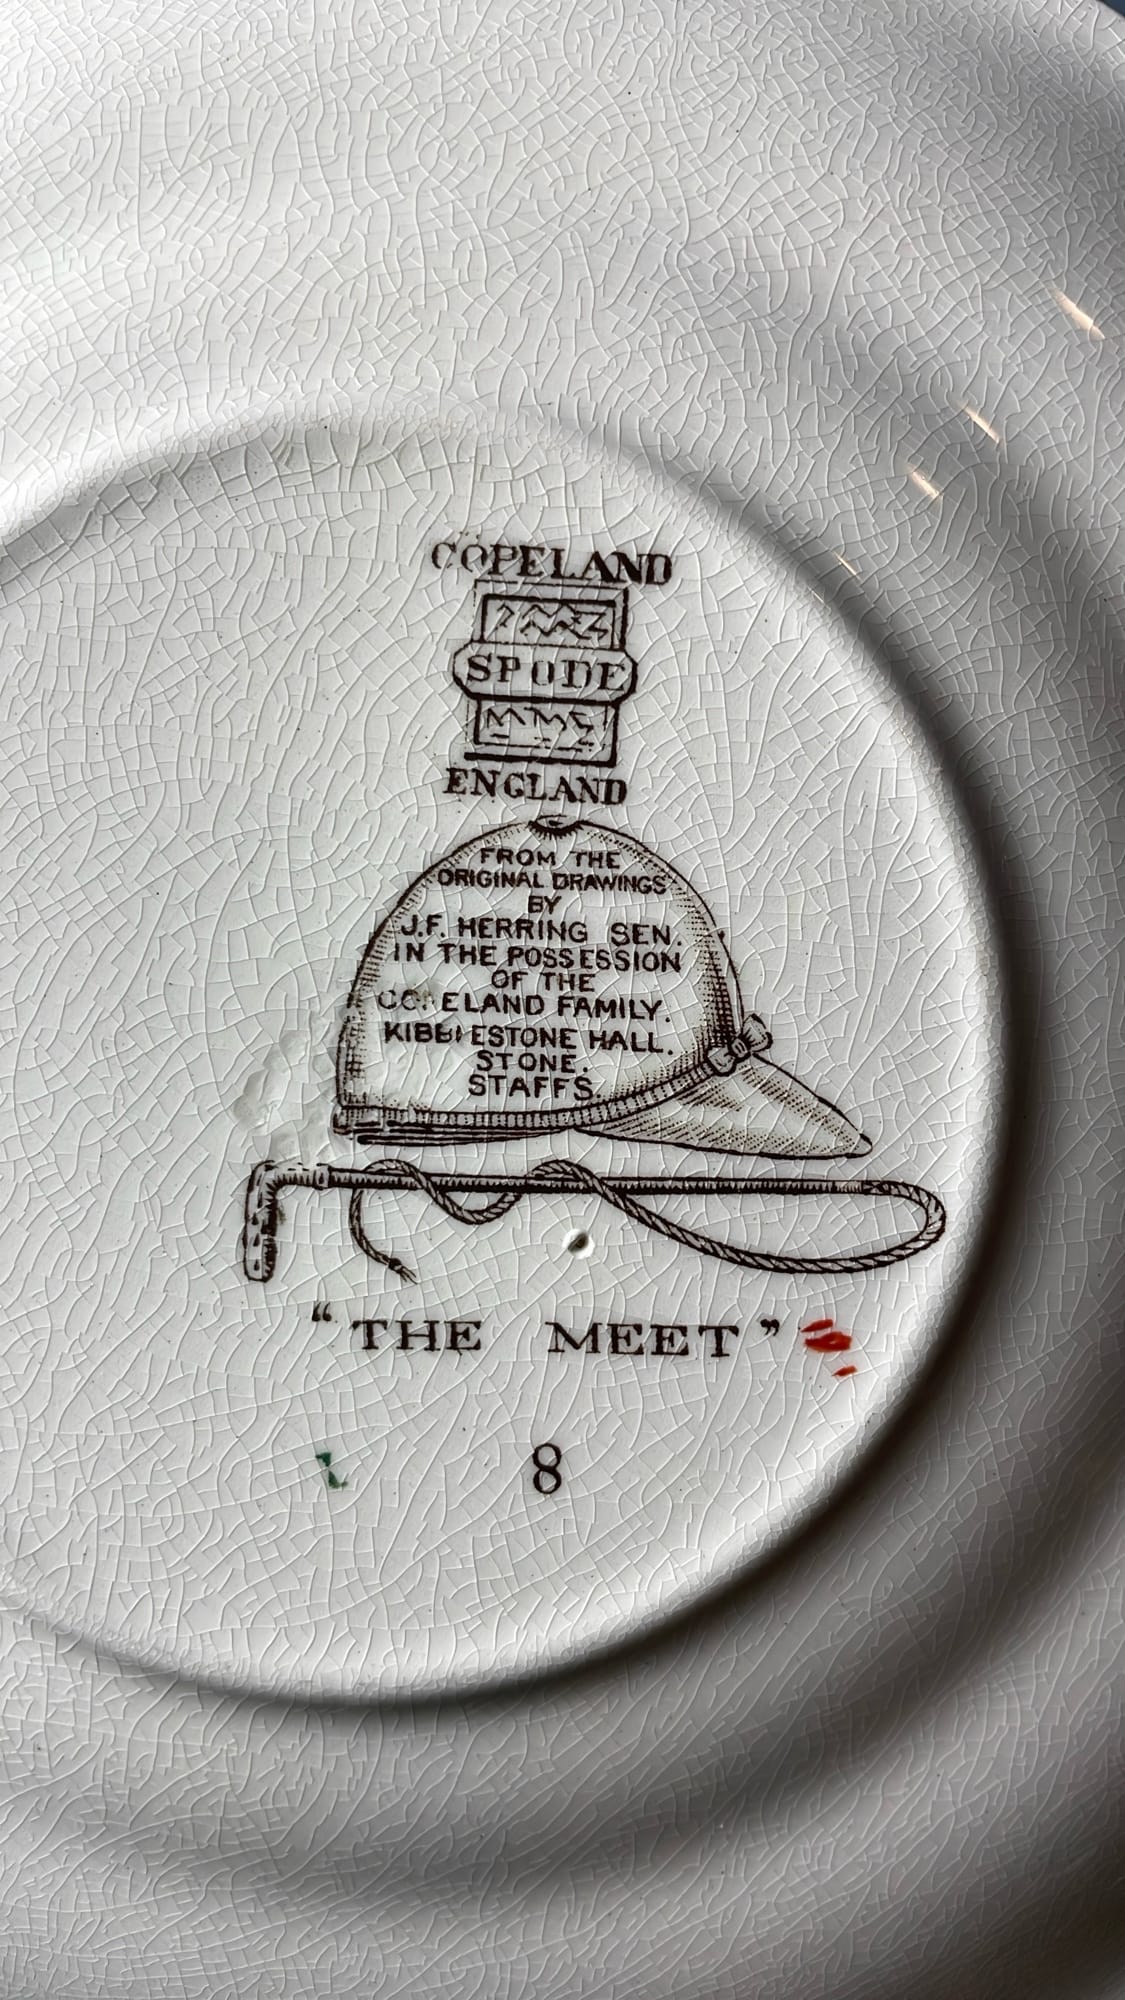 COPELAND
SPODE
ENGLAND
FROM THE
ORIGINAL DRAWINGS
BY
J.F. HERRING SEN.
IN THE POSSESSION
OF THE
COPELAND FAMILY.
KIBBLESTONE HALL.
STONE.
STAFFS.
“THE MEET”
8